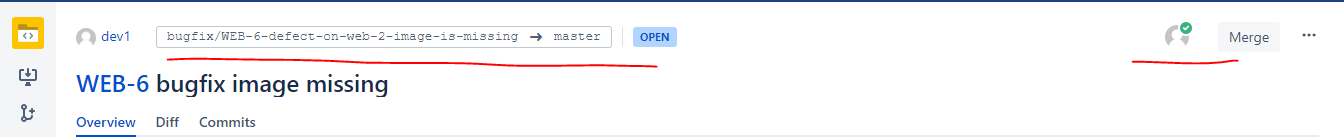 dev1 bugfix/WEB-6-defect-on-web-2-image-is-missing → master OPEN Merge
WEB-6 bugfix image missing
Overview Diff Commits